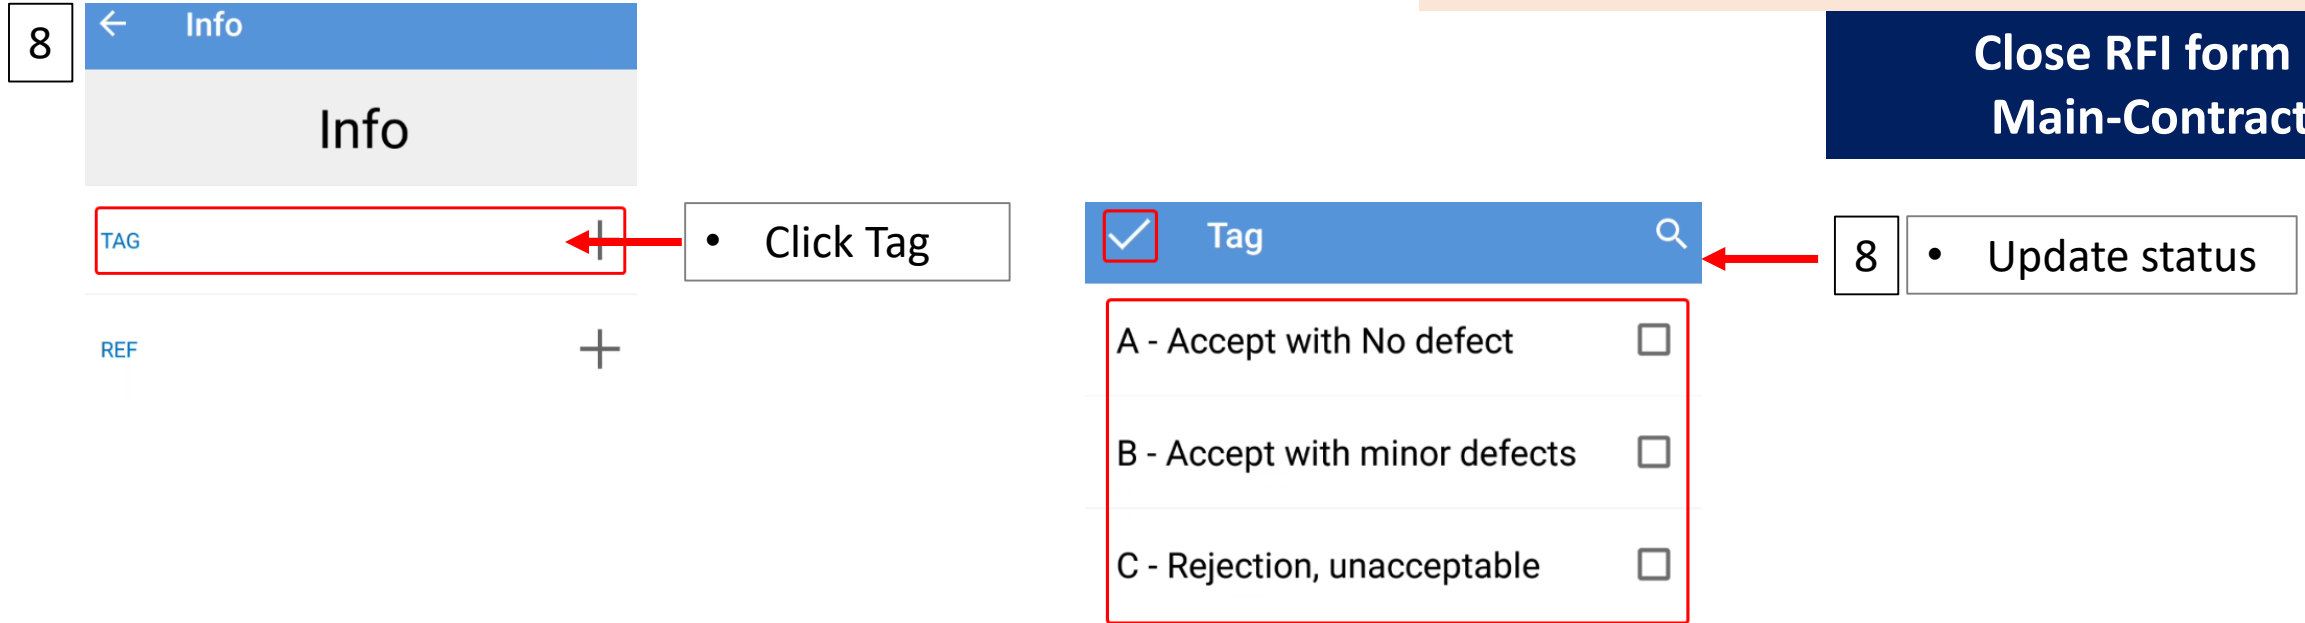 8
Info
Info
TAG
REF
• Click Tag
Tag
A - Accept with No defect
B - Accept with minor defects
C - Rejection, unacceptable
Close RFI form
Main-Contract
8
• Update status